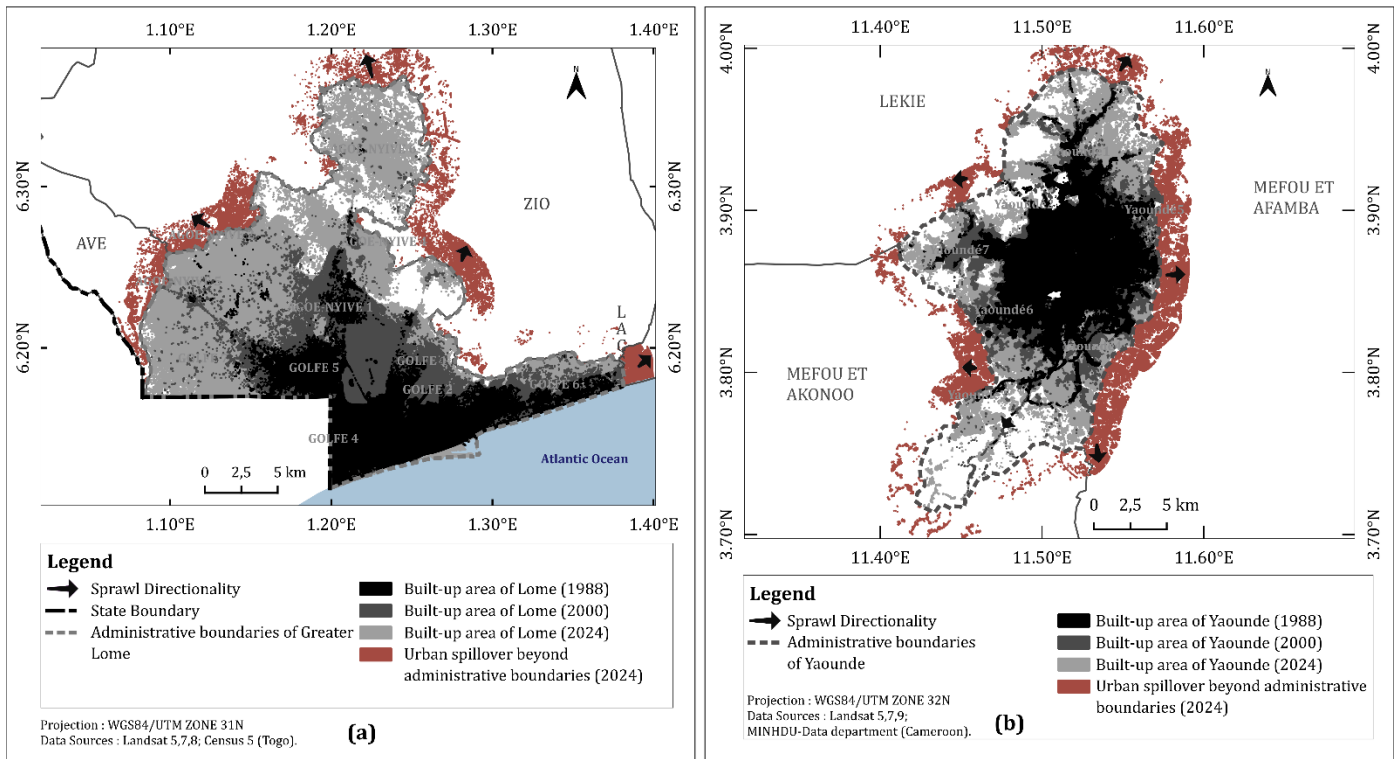 1.10°E
1.20°E
1.30°E
1.40°E
N
6.30°N
6.30°N
AVE
ZIO
GOE-NYIVE 1
L
A
C
6.20°N
6.20°N
GOLFE 5
GOLFE 2
GOLFE 6
GOLFE 4
0 2,5 5 km
Atlantic Ocean
1.10°E
1.20°E
1.30°E
1.40°E
Legend
Sprawl Directionality
State Boundary
Administrative boundaries of Greater
Lome
Built-up area of Lome (1988)
Built-up area of Lome (2000)
Built-up area of Lome (2024)
Urban spillover beyond
administrative boundaries (2024)
Projection : WGS84/UTM ZONE 31N
Data Sources : Landsat 5,7,8; Census 5 (Togo).
(a)
11.40°E
11.50°E
11.60°E
4.00°N
4.00°N
N
LEKIE
3.90°N
3.90°N
MEFOU ET
AFAMBA
Yaoundé5
Yaoundé7
Yaoundé6
3.80°N
3.80°N
MEFOU ET
AKONOO
0 2,5 5 km
3.70°N
3.70°N
11.40°E
11.50°E
11.60°E
Legend
Sprawl Directionality
Administrative boundaries
of Yaounde
Built-up area of Yaounde (1988)
Built-up area of Yaounde (2000)
Built-up area of Yaounde (2024)
Urban spillover beyond administrative
boundaries (2024)
Projection : WGS84/UTM ZONE 32N
Data Sources : Landsat 5,7,9;
MINHDU-Data department (Cameroon).
(b)